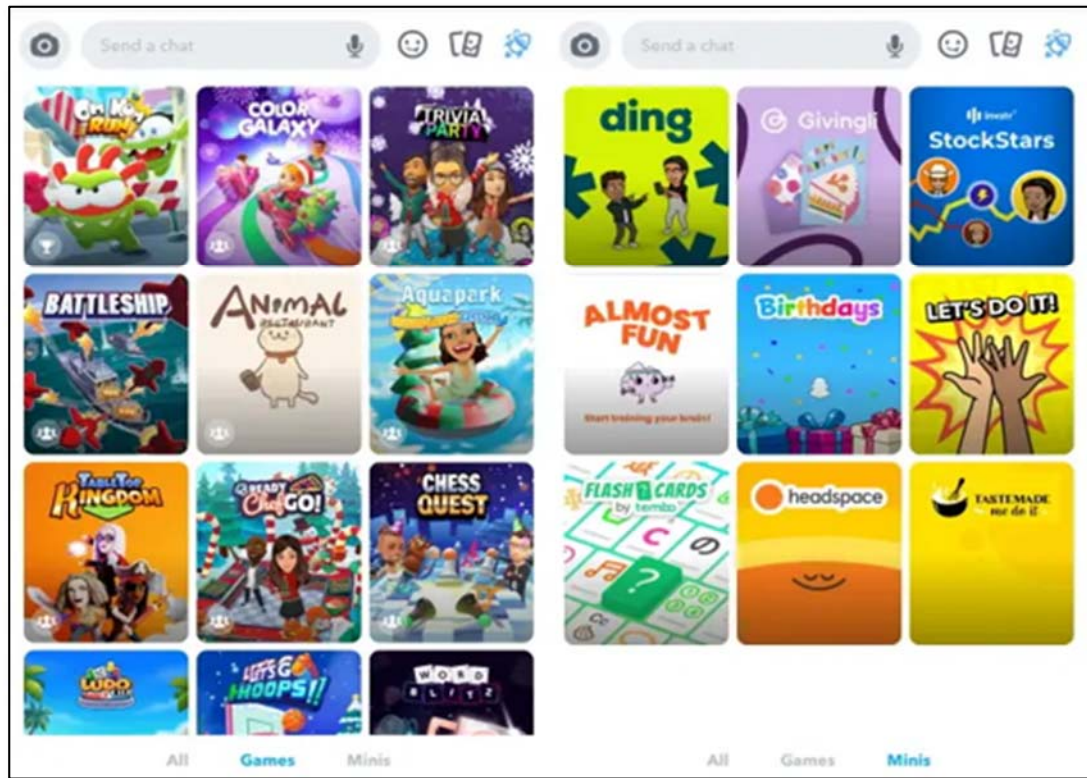 Send a chat
Om Nom
RUN
COLOR
GALAXY
TRIVIA
PARTY
BATTLESHIP
ANIMAL
RESTAURANT
Aquapark
TABLETOP
KINGDOM
READY
Chef GO!
CHESS
QUEST
LUDO
LET'S GO
HOOPS!!
WORD
BLITZ
All
Games
Minis
Send a chat
ding
Givingli
invstr
StockStars
ALMOST
FUN
Start training your brain!
Birthdays
LET'S DO IT!
FLASH ? CARDS
by tembo
?
headspace
TASTEMADE
me do it
All
Games
Minis